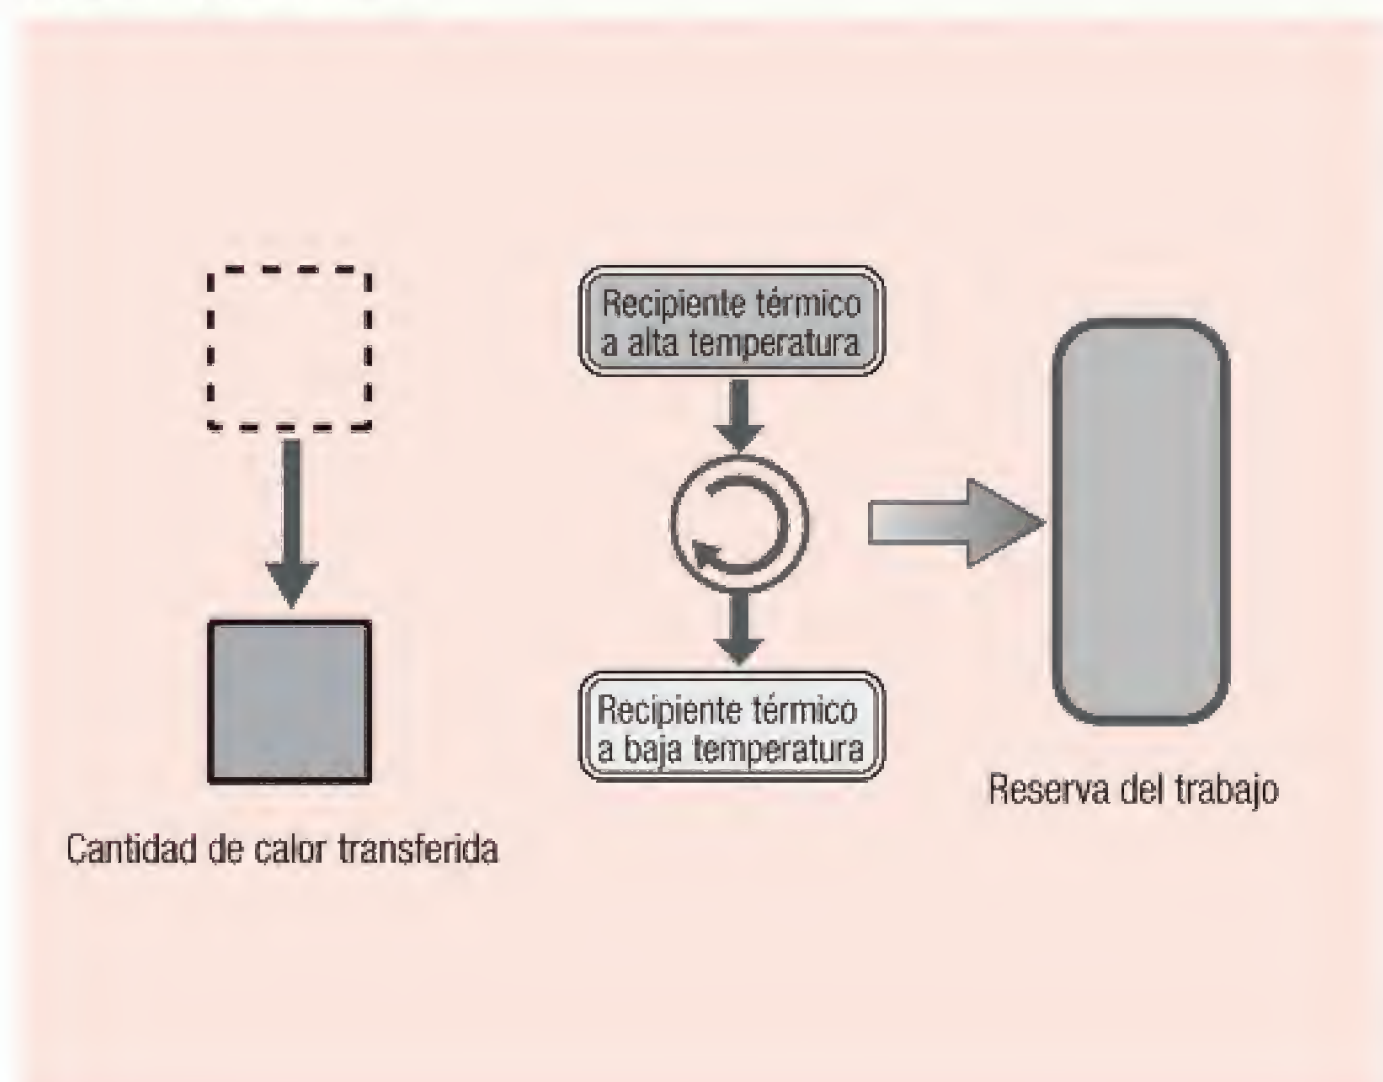 Recipiente térmico
a alta temperatura
Recipiente térmico
a baja temperatura
Reserva del trabajo
Cantidad de calor transferida